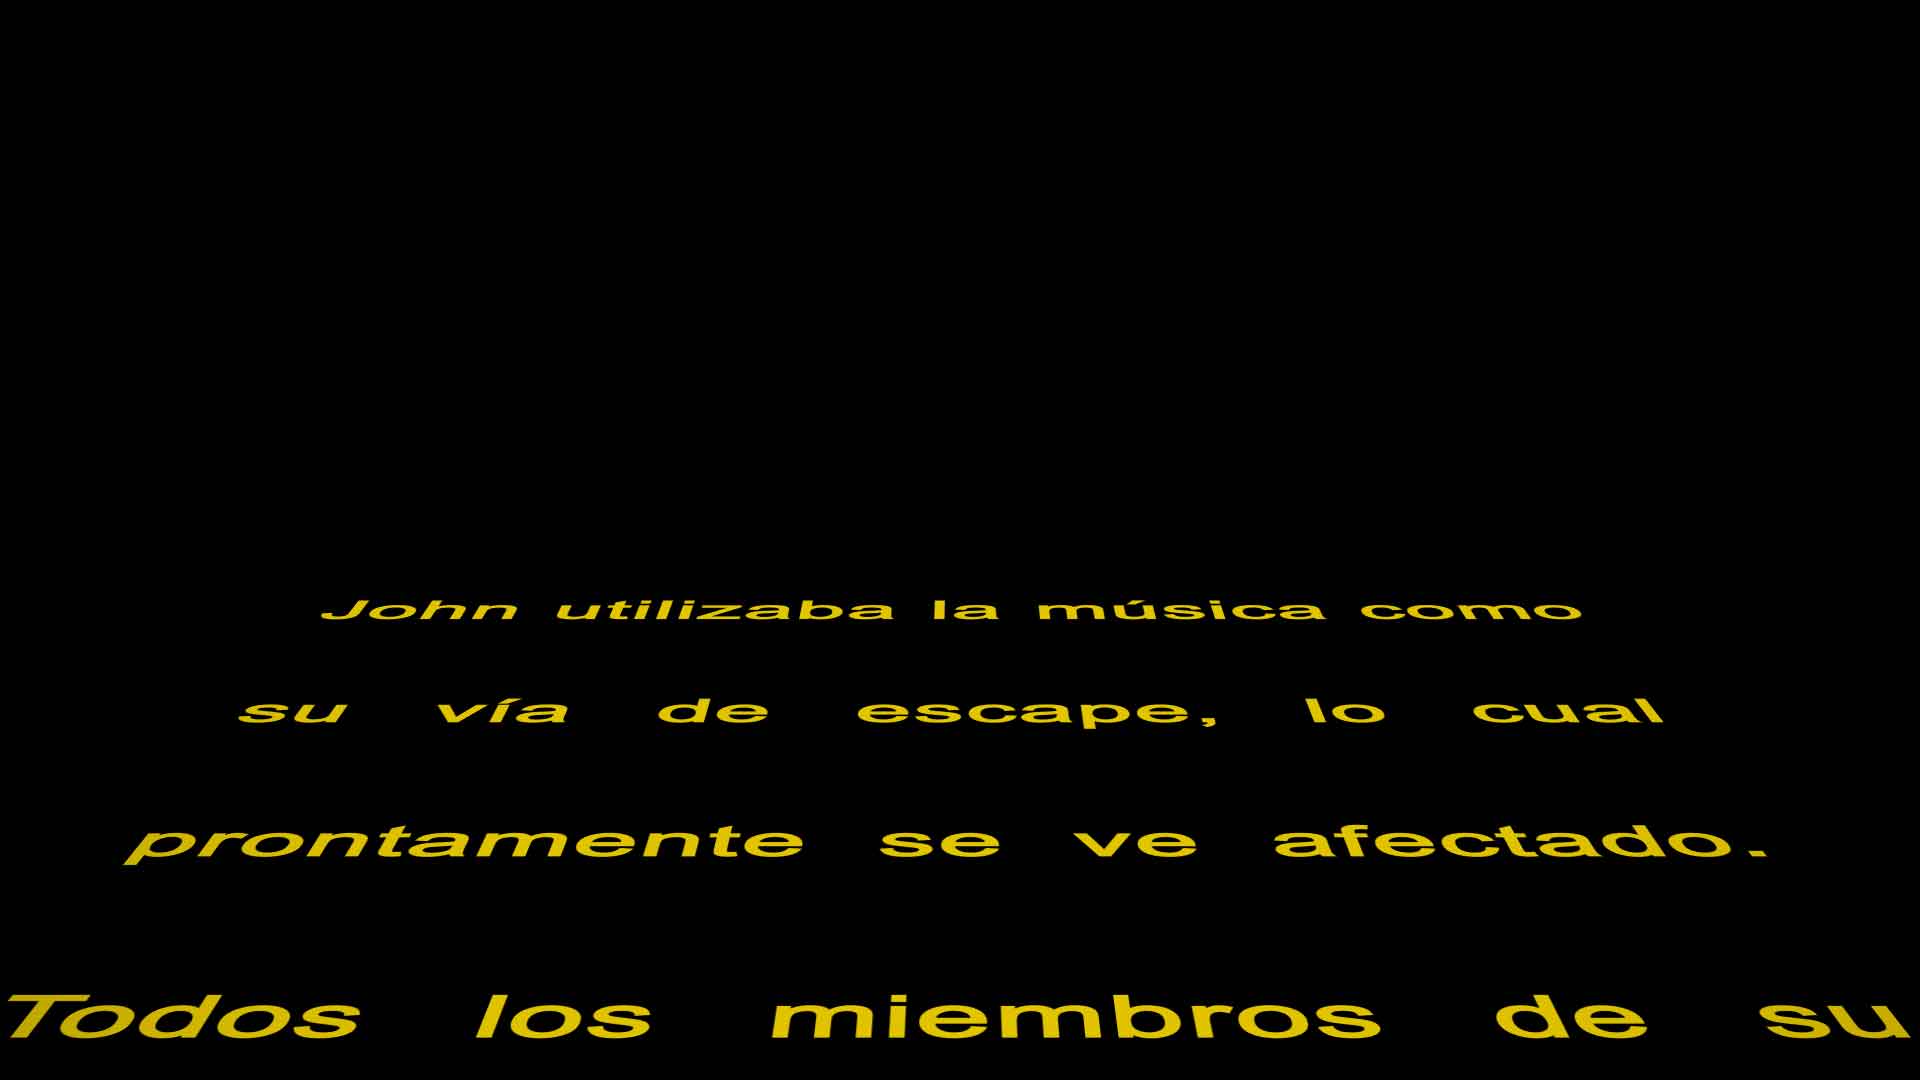 John utilizaba la música como
su vía de escape, lo cual
prontamente se ve afectado.
Todos los miembros de su